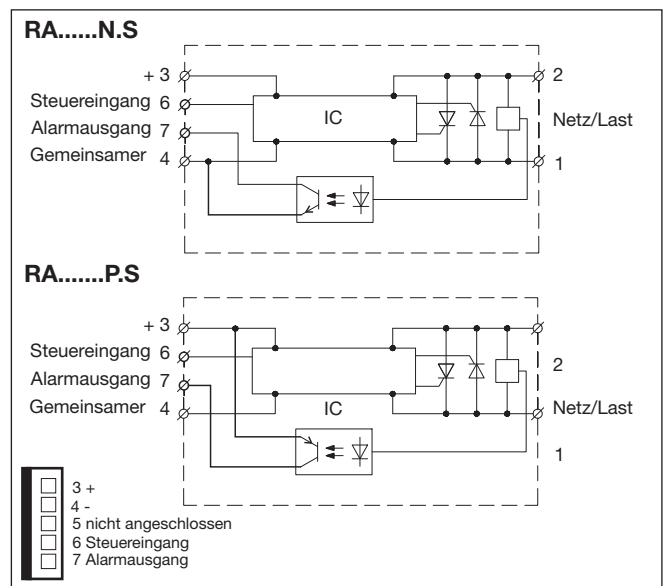 RA......N.S
+ 3
2
Steuereingang 6
IC
Alarmausgang 7
Netz/Last
Gemeinsamer 4
1
RA.......P.S
+ 3
Steuereingang 6
2
Alarmausgang 7
Gemeinsamer 4
IC
Netz/Last
1
3 +
4 -
5 nicht angeschlossen
6 Steuereingang
7 Alarmausgang